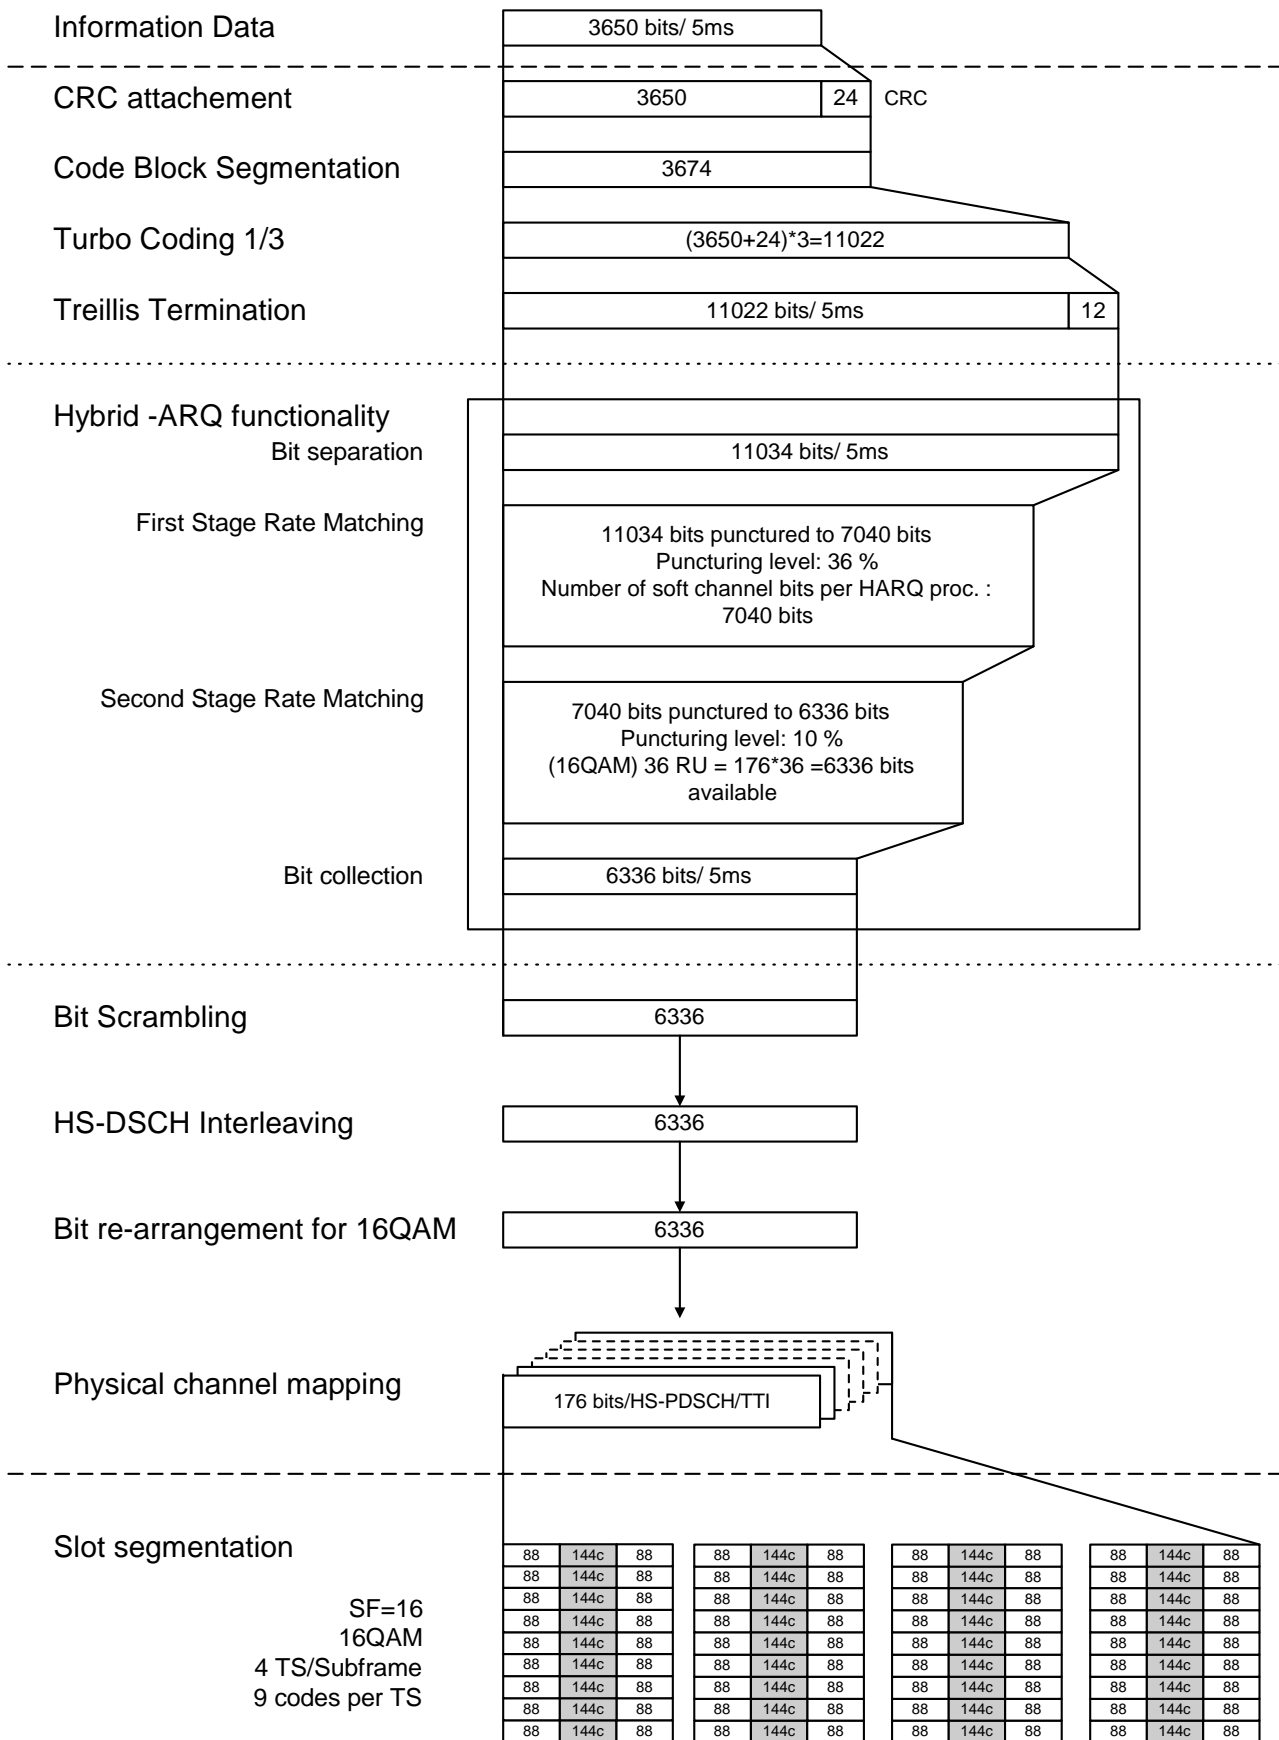 Information Data
3650 bits/ 5ms
CRC attachement
3650
24
CRC
Code Block Segmentation
3674
Turbo Coding 1/3
(3650+24)*3=11022
Treillis Termination
11022 bits/ 5ms
12
Hybrid -ARQ functionality
Bit separation
11034 bits/ 5ms
First Stage Rate Matching
11034 bits punctured to 7040 bits
Puncturing level: 36 %
Number of soft channel bits per HARQ proc. :
7040 bits
Second Stage Rate Matching
7040 bits punctured to 6336 bits
Puncturing level: 10 %
(16QAM) 36 RU = 176*36 =6336 bits
available
Bit collection
6336 bits/ 5ms
Bit Scrambling
6336
HS-DSCH Interleaving
6336
Bit re-arrangement for 16QAM
6336
Physical channel mapping
176 bits/HS-PDSCH/TTI
Slot segmentation
SF=16
16QAM
4 TS/Subframe
9 codes per TS
88 144c 88 88 144c 88 88 144c 88 88 144c 88
88 144c 88 88 144c 88 88 144c 88 88 144c 88
88 144c 88 88 144c 88 88 144c 88 88 144c 88
88 144c 88 88 144c 88 88 144c 88 88 144c 88
88 144c 88 88 144c 88 88 144c 88 88 144c 88
88 144c 88 88 144c 88 88 144c 88 88 144c 88
88 144c 88 88 144c 88 88 144c 88 88 144c 88
88 144c 88 88 144c 88 88 144c 88 88 144c 88
88 144c 88 88 144c 88 88 144c 88 88 144c 88